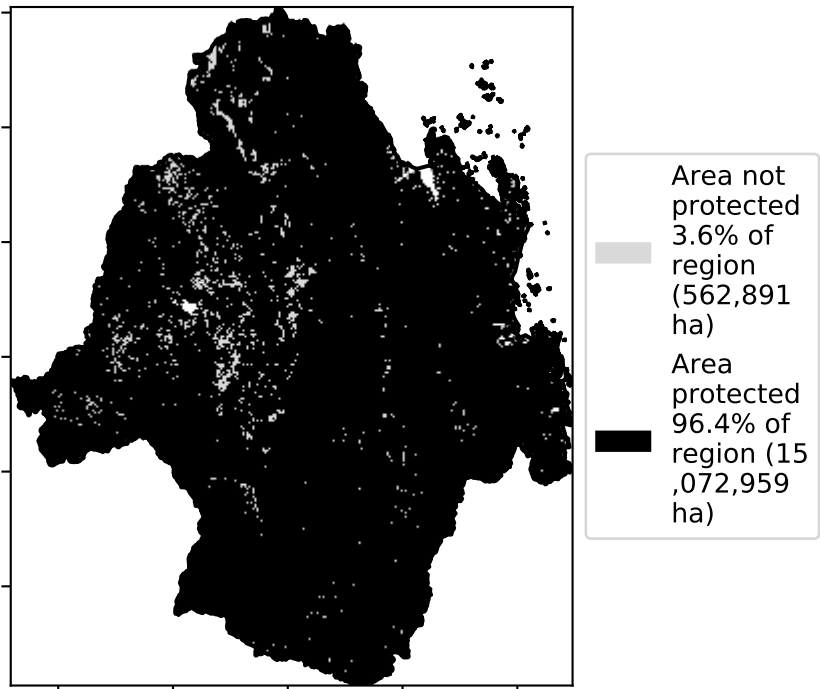 Area not
protected
3.6% of
region
(562,891
ha)
Area
protected
96.4% of
region (15
,072,959
ha)